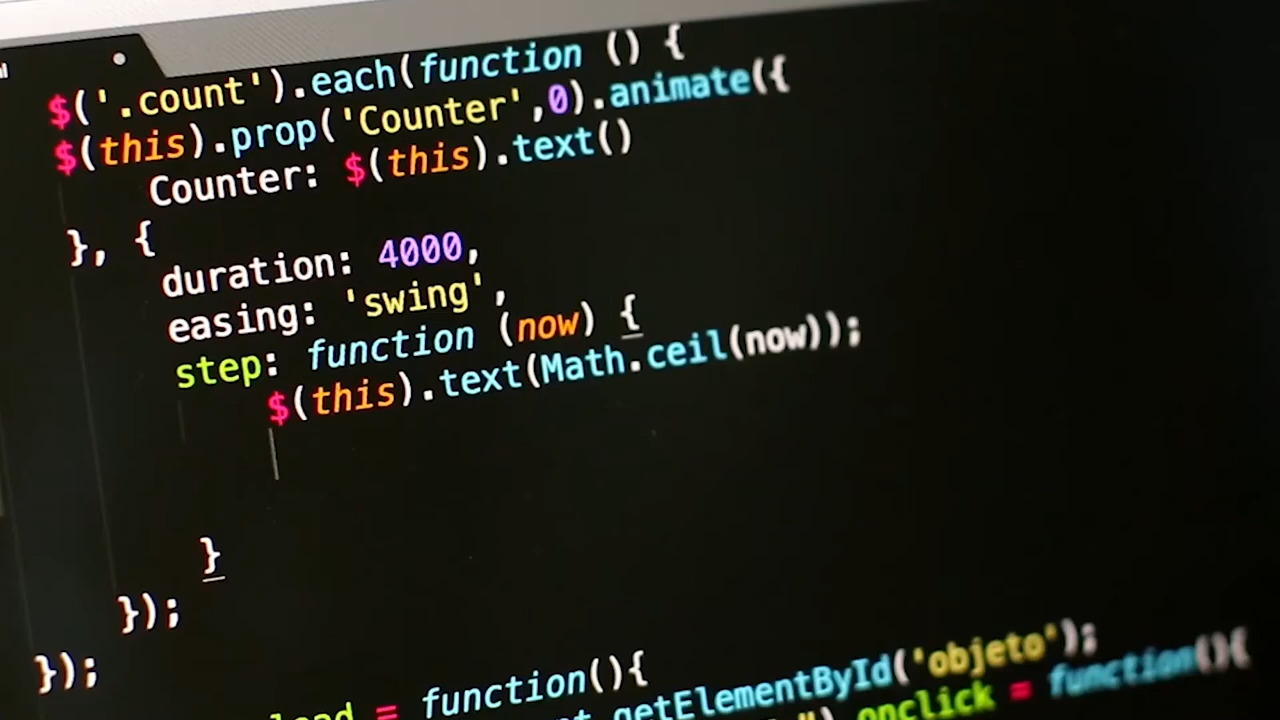 $('.count').each(function () {
$(this).prop('Counter',0).animate({
Counter: $(this).text()
}, {
duration: 4000,
easing: 'swing',
step: function (now) {
$(this).text(Math.ceil(now));
}
});
});
= function(){
getElementById('objeto');
onclick = function(){